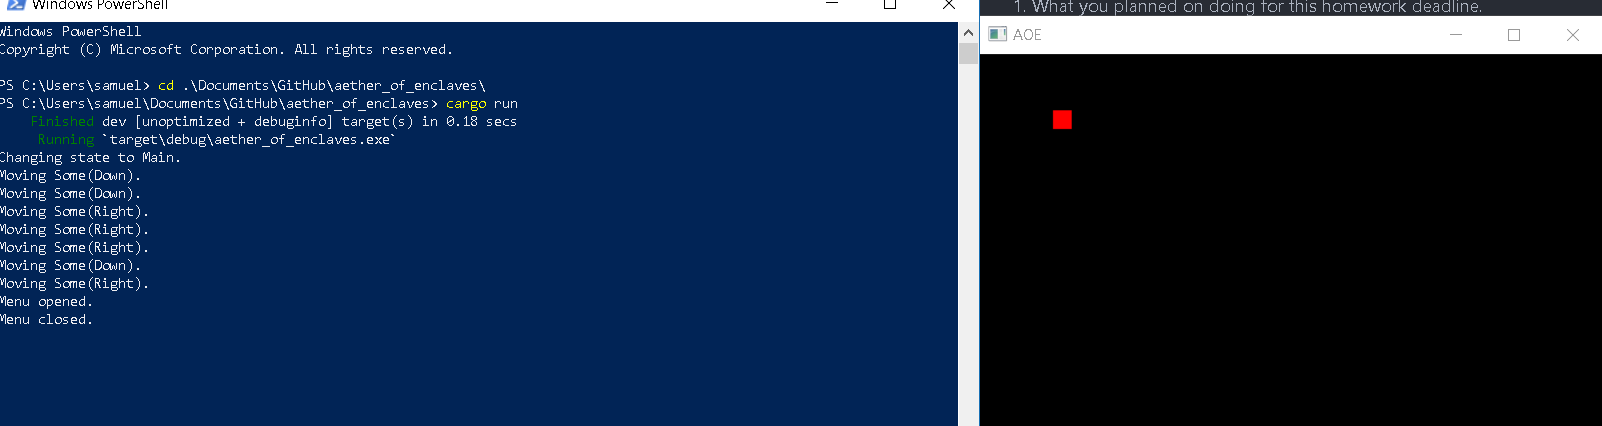 Windows PowerShell
Windows PowerShell
Copyright (C) Microsoft Corporation. All rights reserved.
PS C:\Users\samuel> cd .\Documents\GitHub\aether_of_enclaves\
PS C:\Users\samuel\Documents\GitHub\aether_of_enclaves> cargo run
Finished dev [unoptimized + debuginfo] target(s) in 0.18 secs
Running `target\debug\aether_of_enclaves.exe`
Changing state to Main.
Moving Some(Down).
Moving Some(Down).
Moving Some(Right).
Moving Some(Right).
Moving Some(Right).
Moving Some(Down).
Moving Some(Right).
Menu opened.
Menu closed.
1. What you planned on doing for this homework deadline.
AOE